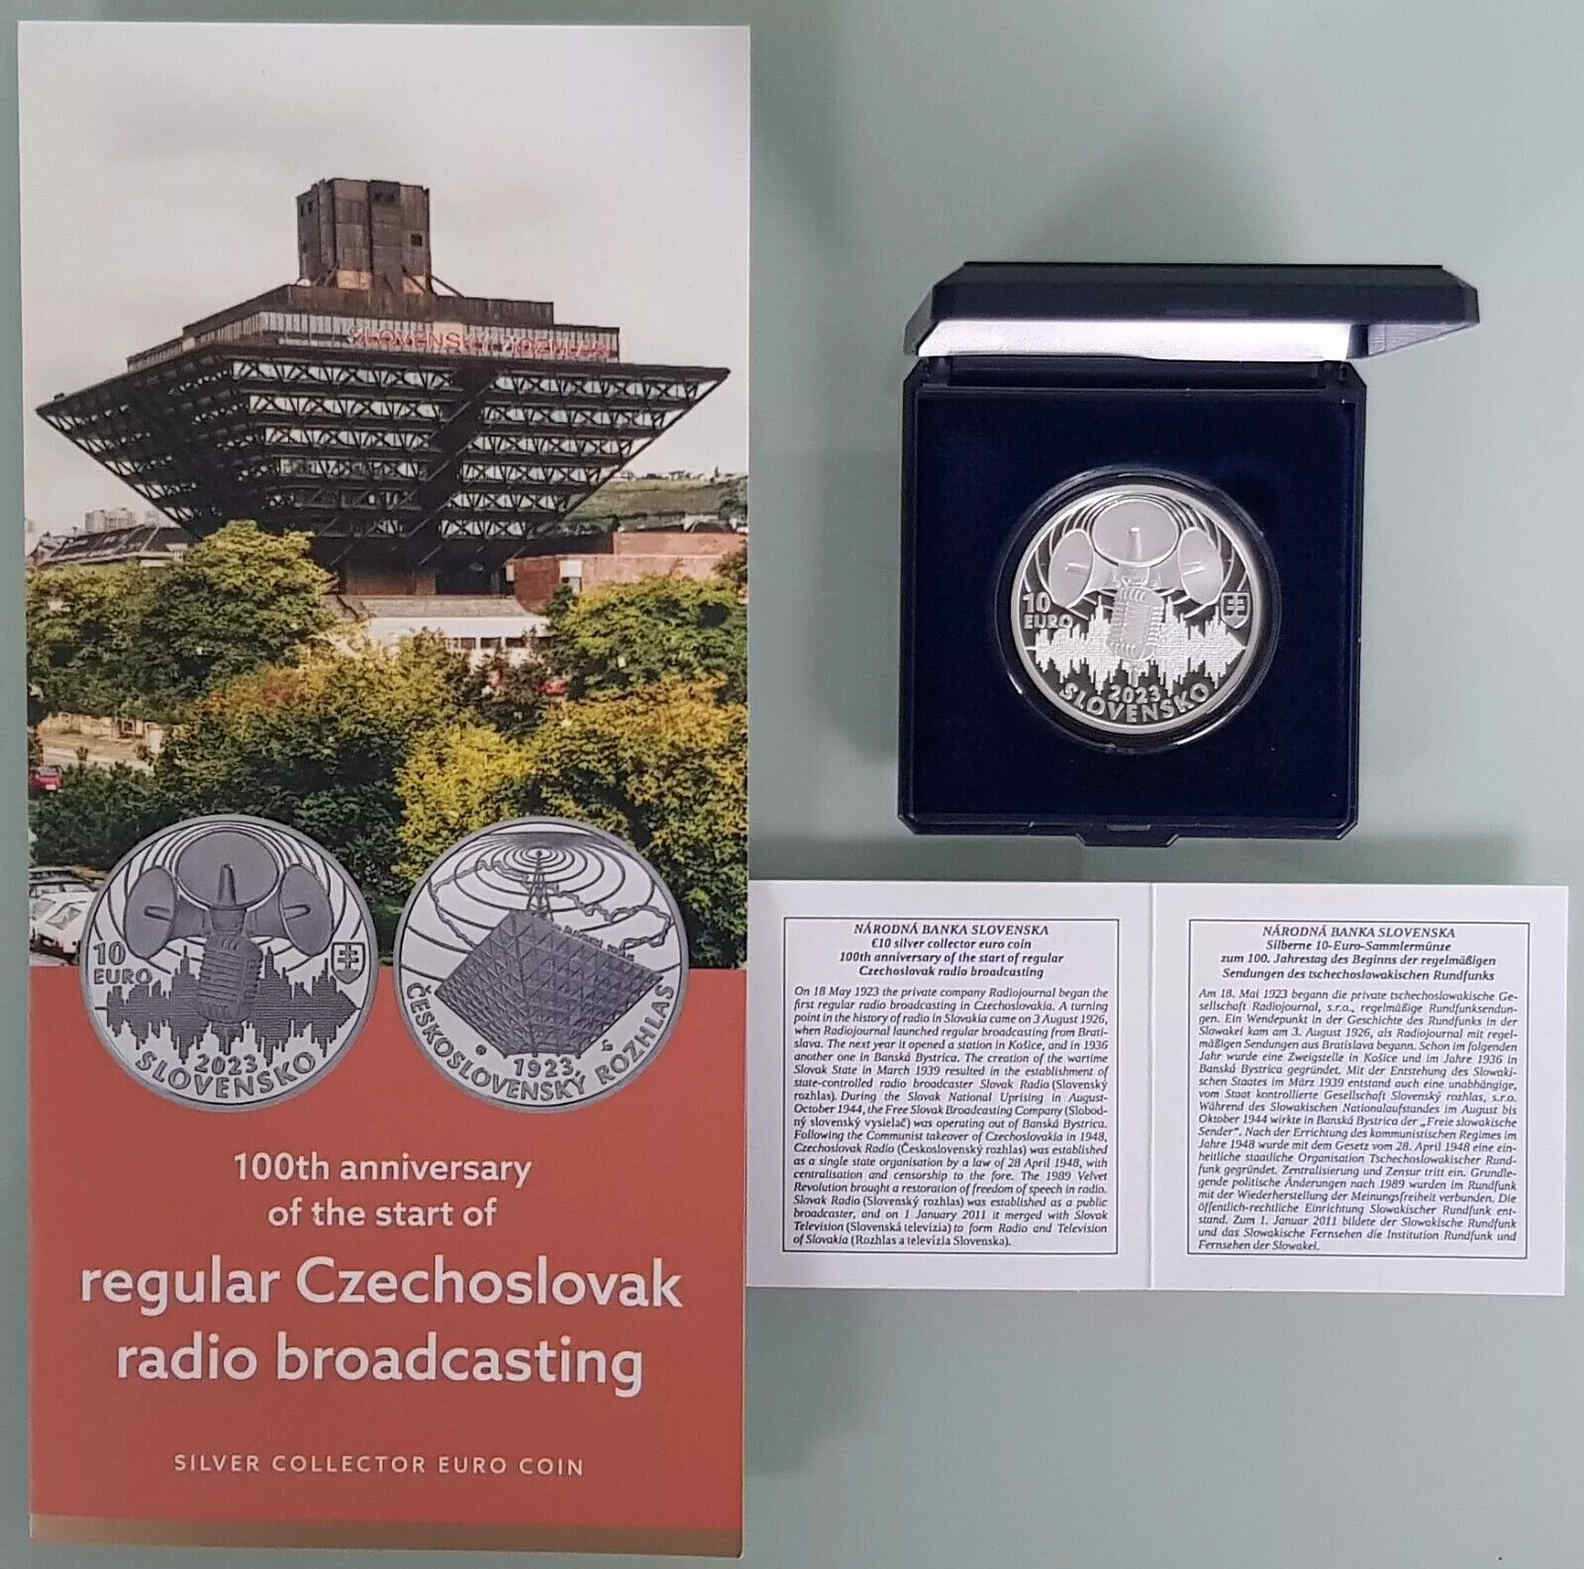 SLOVENSKÝ ROZHLAS
10
EURO
2023
SLOVENSKO
ČESKOSLOVENSKÝ ROZHLAS
1923
100th anniversary
of the start of
regular Czechoslovak
radio broadcasting
SILVER COLLECTOR EURO COIN
10
EURO
2023
SLOVENSKO
NÁRODNÁ BANKA SLOVENSKA
€10 silver collector euro coin
100th anniversary of the start of regular
Czechoslovak radio broadcasting
On 18 May 1923 the private company Radiojournal began the
first regular radio broadcasting in Czechoslovakia. A turning
point in the history of radio in Slovakia came on 3 August 1926,
when Radiojournal launched regular broadcasting from Brati-
slava. The next year it opened a station in Košice, and in 1936
another one in Banská Bystrica. The creation of the wartime
Slovak State in March 1939 resulted in the establishment of
state-controlled radio broadcaster Slovak Radio (Slovenský
rozhlas). During the Slovak National Uprising in August-
October 1944, the Free Slovak Broadcasting Company (Slobod-
ný slovenský vysielač) was operating out of Banská Bystrica.
Following the Communist takeover of Czechoslovakia in 1948,
Czechoslovak Radio (Československý rozhlas) was established
as a single state organisation by a law of 28 April 1948, with
centralisation and censorship to the fore. The 1989 Velvet
Revolution brought a restoration of freedom of speech in radio.
Slovak Radio (Slovenský rozhlas) was established as a public
broadcaster, and on 1 January 2011 it merged with Slovak
Television (Slovenská televízia) to form Radio and Television
of Slovakia (Rozhlas a televízia Slovenska).
NÁRODNÁ BANKA SLOVENSKA
Silberne 10-Euro-Sammlermünze
zum 100. Jahrestag des Beginns der regelmäßigen
Sendungen des tschechoslowakischen Rundfunks
Am 18. Mai 1923 begann die private tschechoslowakische Ge-
sellschaft Radiojournal, s.r.o., regelmäßige Rundfunksendun-
gen. Ein Wendepunkt in der Geschichte des Rundfunks in der
Slowakei kam am 3. August 1926, als Radiojournal mit regel-
mäßigen Sendungen aus Bratislava begann. Schon im folgenden
Jahr wurde eine Zweigstelle in Košice und im Jahre 1936 in
Banská Bystrica gegründet. Mit der Entstehung des Slowaki-
schen Staates im März 1939 entstand auch eine unabhängige,
vom Staat kontrollierte Gesellschaft Slovenský rozhlas, s.r.o.
Während des Slowakischen Nationalaufstandes im August bis
Oktober 1944 wirkte in Banská Bystrica der „Freie slowakische
Sender“. Nach der Errichtung des kommunistischen Regimes im
Jahre 1948 wurde mit dem Gesetz vom 28. April 1948 eine ein-
heitliche staatliche Organisation Tschechoslowakischer Rund-
funk gegründet. Zentralisierung und Zensur tritt ein. Grundle-
gende politische Änderungen nach 1989 wurden im Rundfunk
mit der Wiederherstellung der Meinungsfreiheit verbunden. Die
öffentlich-rechtliche Einrichtung Slowakischer Rundfunk ent-
stand. Zum 1. Januar 2011 bildete der Slowakische Rundfunk
und das Slowakische Fernsehen die Institution Rundfunk und
Fernsehen der Slowakei.